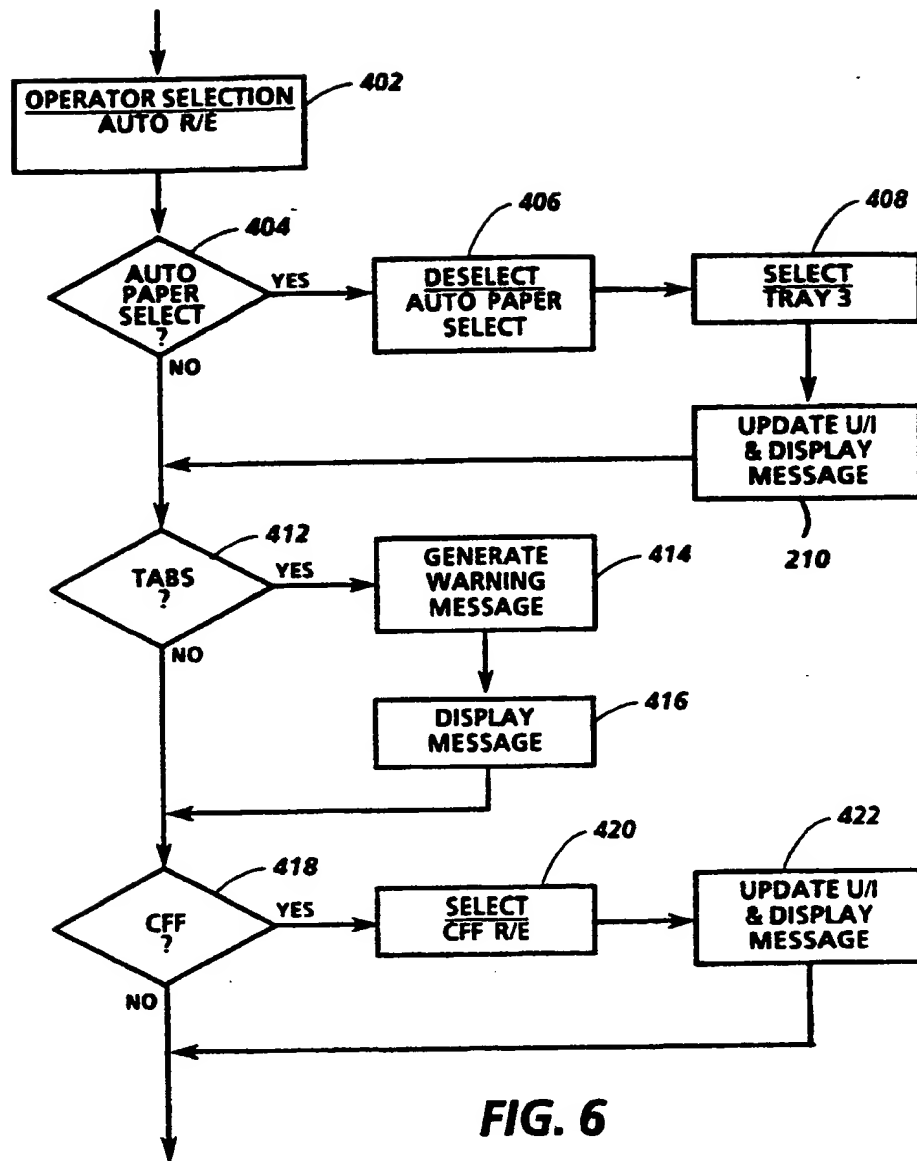 402
OPERATOR SELECTION
AUTO R/E
404
AUTO
PAPER
SELECT
?
YES
NO
406
DESELECT
AUTO PAPER
SELECT
408
SELECT
TRAY 3
UPDATE U/I
& DISPLAY
MESSAGE
210
412
TABS
?
YES
NO
GENERATE
WARNING
MESSAGE
414
DISPLAY
MESSAGE
416
418
CFF
?
YES
NO
420
SELECT
CFF R/E
422
UPDATE U/I
& DISPLAY
MESSAGE
FIG. 6